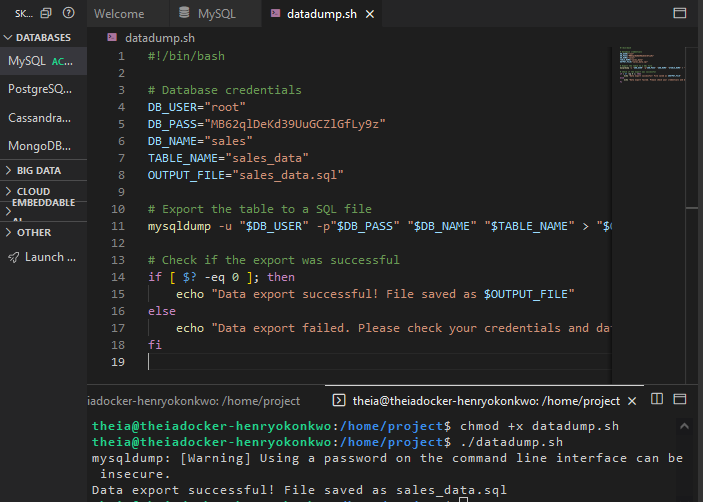 SK...
Welcome
MySQL
datadump.sh
DATABASES
MySQL AC...
PostgreSQ...
Cassandra...
MongoDB...
BIG DATA
CLOUD
EMBEDDABLE
OTHER
Launch ...
datadump.sh
1 #!/bin/bash
2
3 # Database credentials
4 DB_USER="root"
5 DB_PASS="MB62qlDeKd39UuGCZlGfLy9z"
6 DB_NAME="sales"
7 TABLE_NAME="sales_data"
8 OUTPUT_FILE="sales_data.sql"
9
10 # Export the table to a SQL file
11 mysqldump -u "$DB_USER" -p"$DB_PASS" "$DB_NAME" "$TABLE_NAME" > "$
12
13 # Check if the export was successful
14 if [ $? -eq 0 ]; then
15 echo "Data export successful! File saved as $OUTPUT_FILE"
16 else
17 echo "Data export failed. Please check your credentials and dat
18 fi
19
iadocker-henryokonkwo: /home/project
theia@theiadocker-henryokonkwo: /home/project
theia@theiadocker-henryokonkwo:/home/project$ chmod +x datadump.sh
theia@theiadocker-henryokonkwo:/home/project$ ./datadump.sh
mysqldump: [Warning] Using a password on the command line interface can be
insecure.
Data export successful! File saved as sales_data.sql